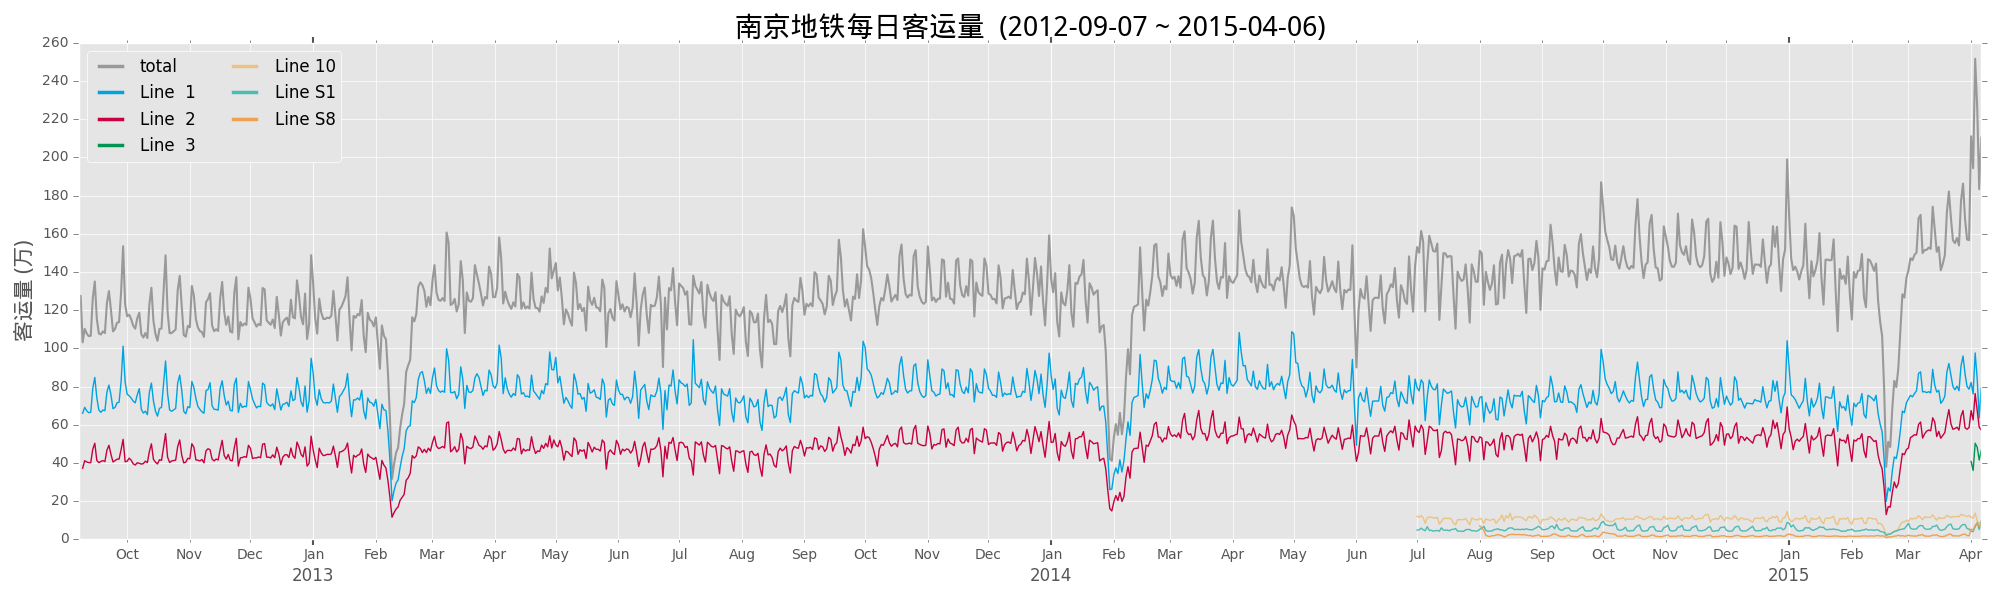 南京地铁每日客运量 (2012-09-07 ~ 2015-04-06)
客运量 (万)
260
240
220
200
180
160
140
120
100
80
60
40
20
0
total
Line 1
Line 2
Line 3
Line 10
Line S1
Line S8
Oct Nov Dec Jan Feb Mar Apr May Jun Jul Aug Sep Oct Nov Dec Jan Feb Mar Apr May Jun Jul Aug Sep Oct Nov Dec Jan Feb Mar Apr
2013 2014 2015